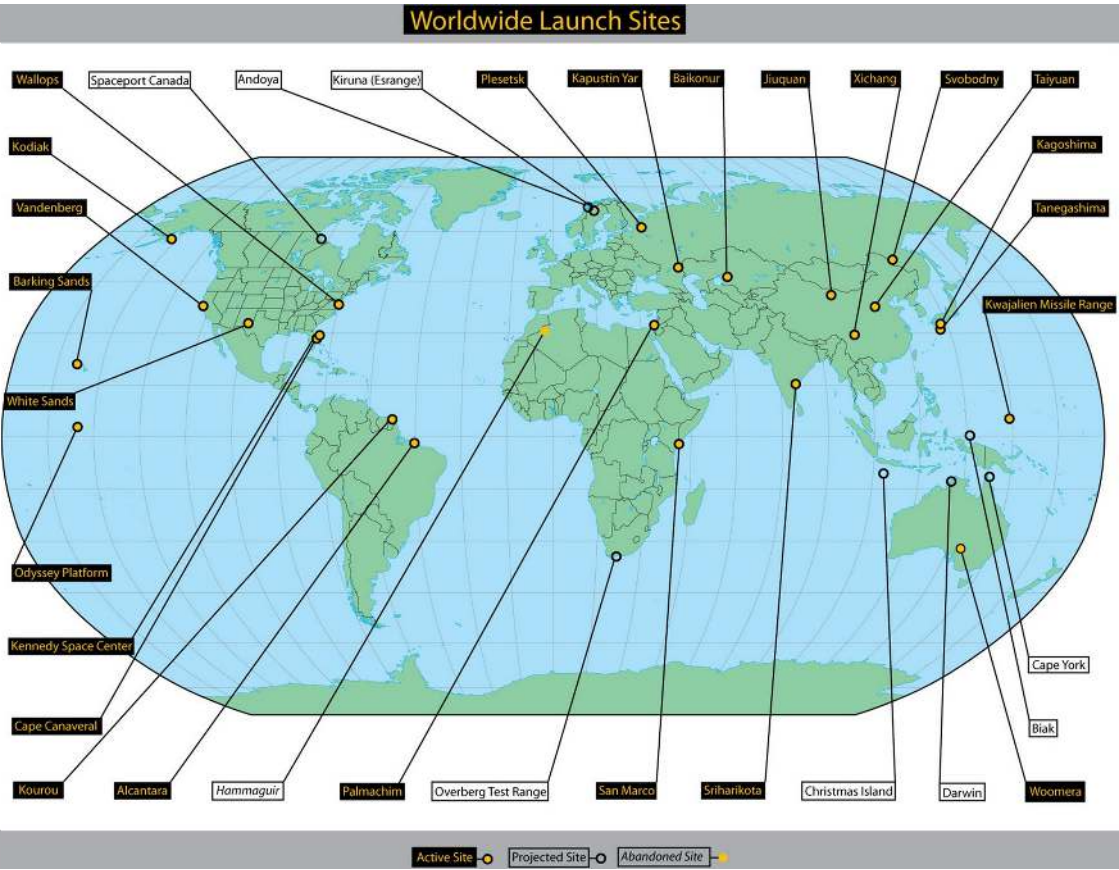 Worldwide Launch Sites
Wallops
Spaceport Canada
Andoya
Kiruna (Esrange)
Plesetsk
Kapustin Yar
Baikonur
Jiuquan
Xichang
Svobodny
Taiyuan
Kodiak
Kagoshima
Vandenberg
Tanegashima
Barking Sands
Kwajalien Missile Range
White Sands
Odyssey Platform
Kennedy Space Center
Cape York
Cape Canaveral
Biak
Kourou
Alcantara
Hammaguir
Palmachim
Overberg Test Range
San Marco
Sriharikota
Christmas Island
Darwin
Woomera
Active Site
Projected Site
Abandoned Site